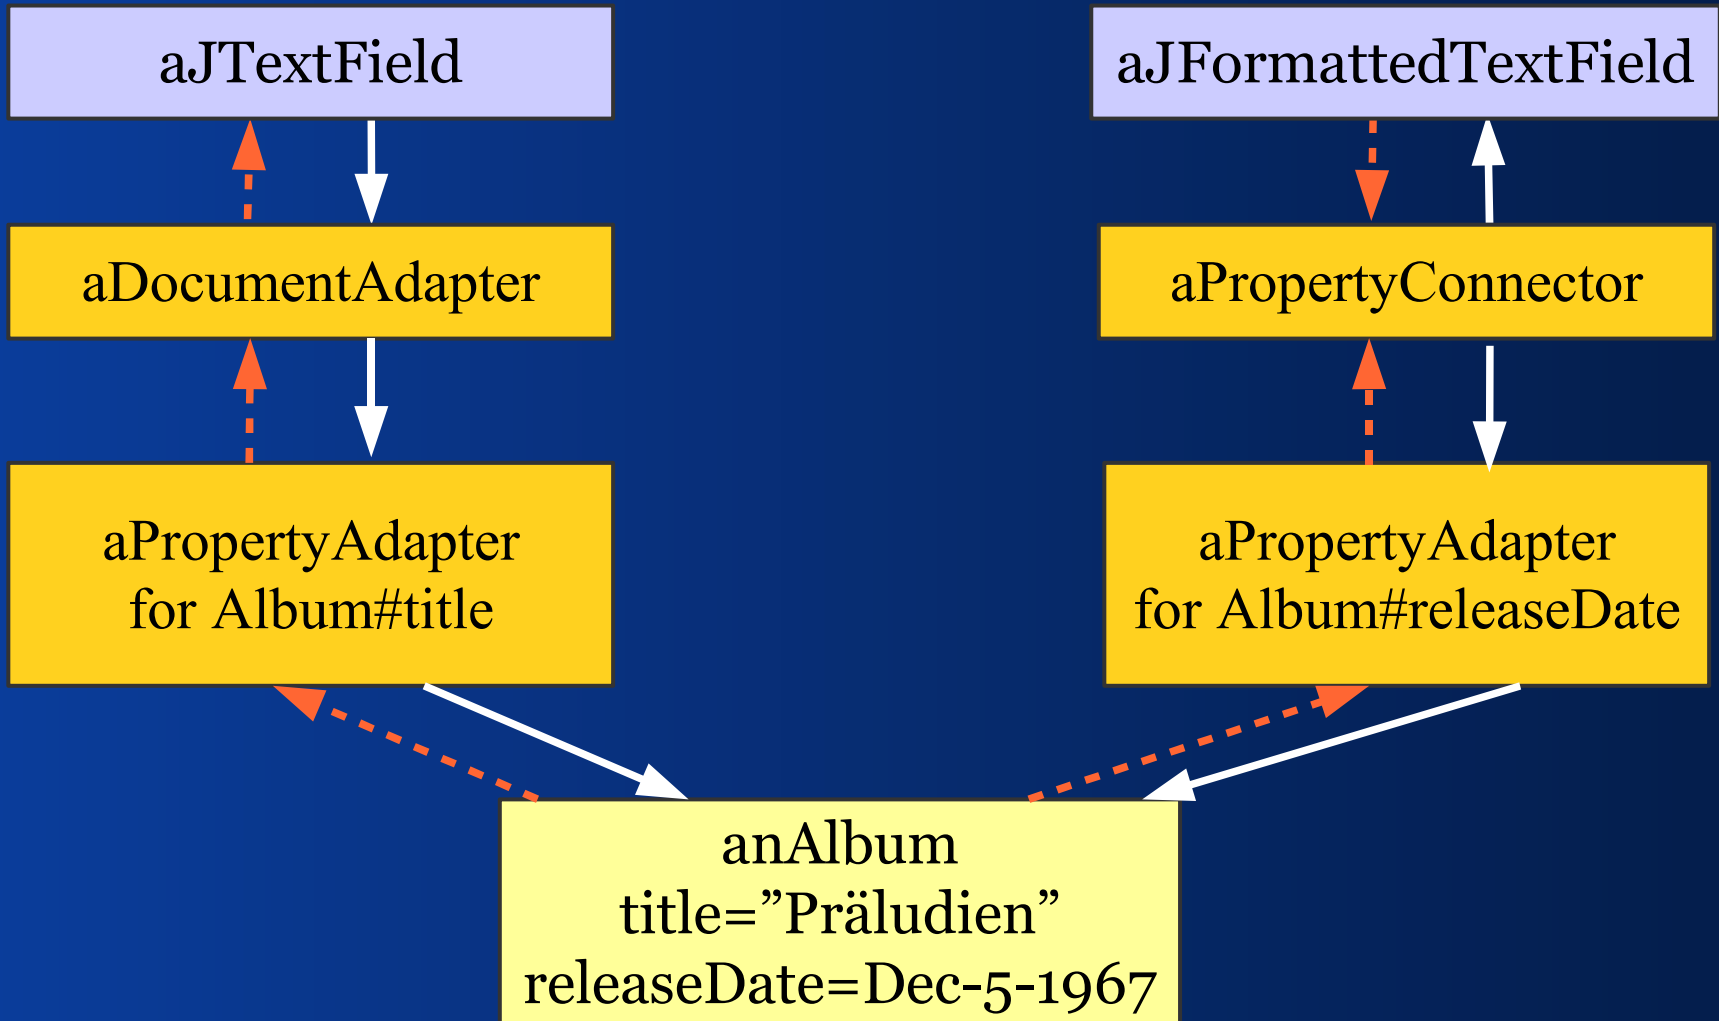 aJTextField
aJFormattedTextField
aDocumentAdapter
aPropertyConnector
aPropertyAdapter
for Album#title
aPropertyAdapter
for Album#releaseDate
anAlbum
title=”Präludien”
releaseDate=Dec-5-1967